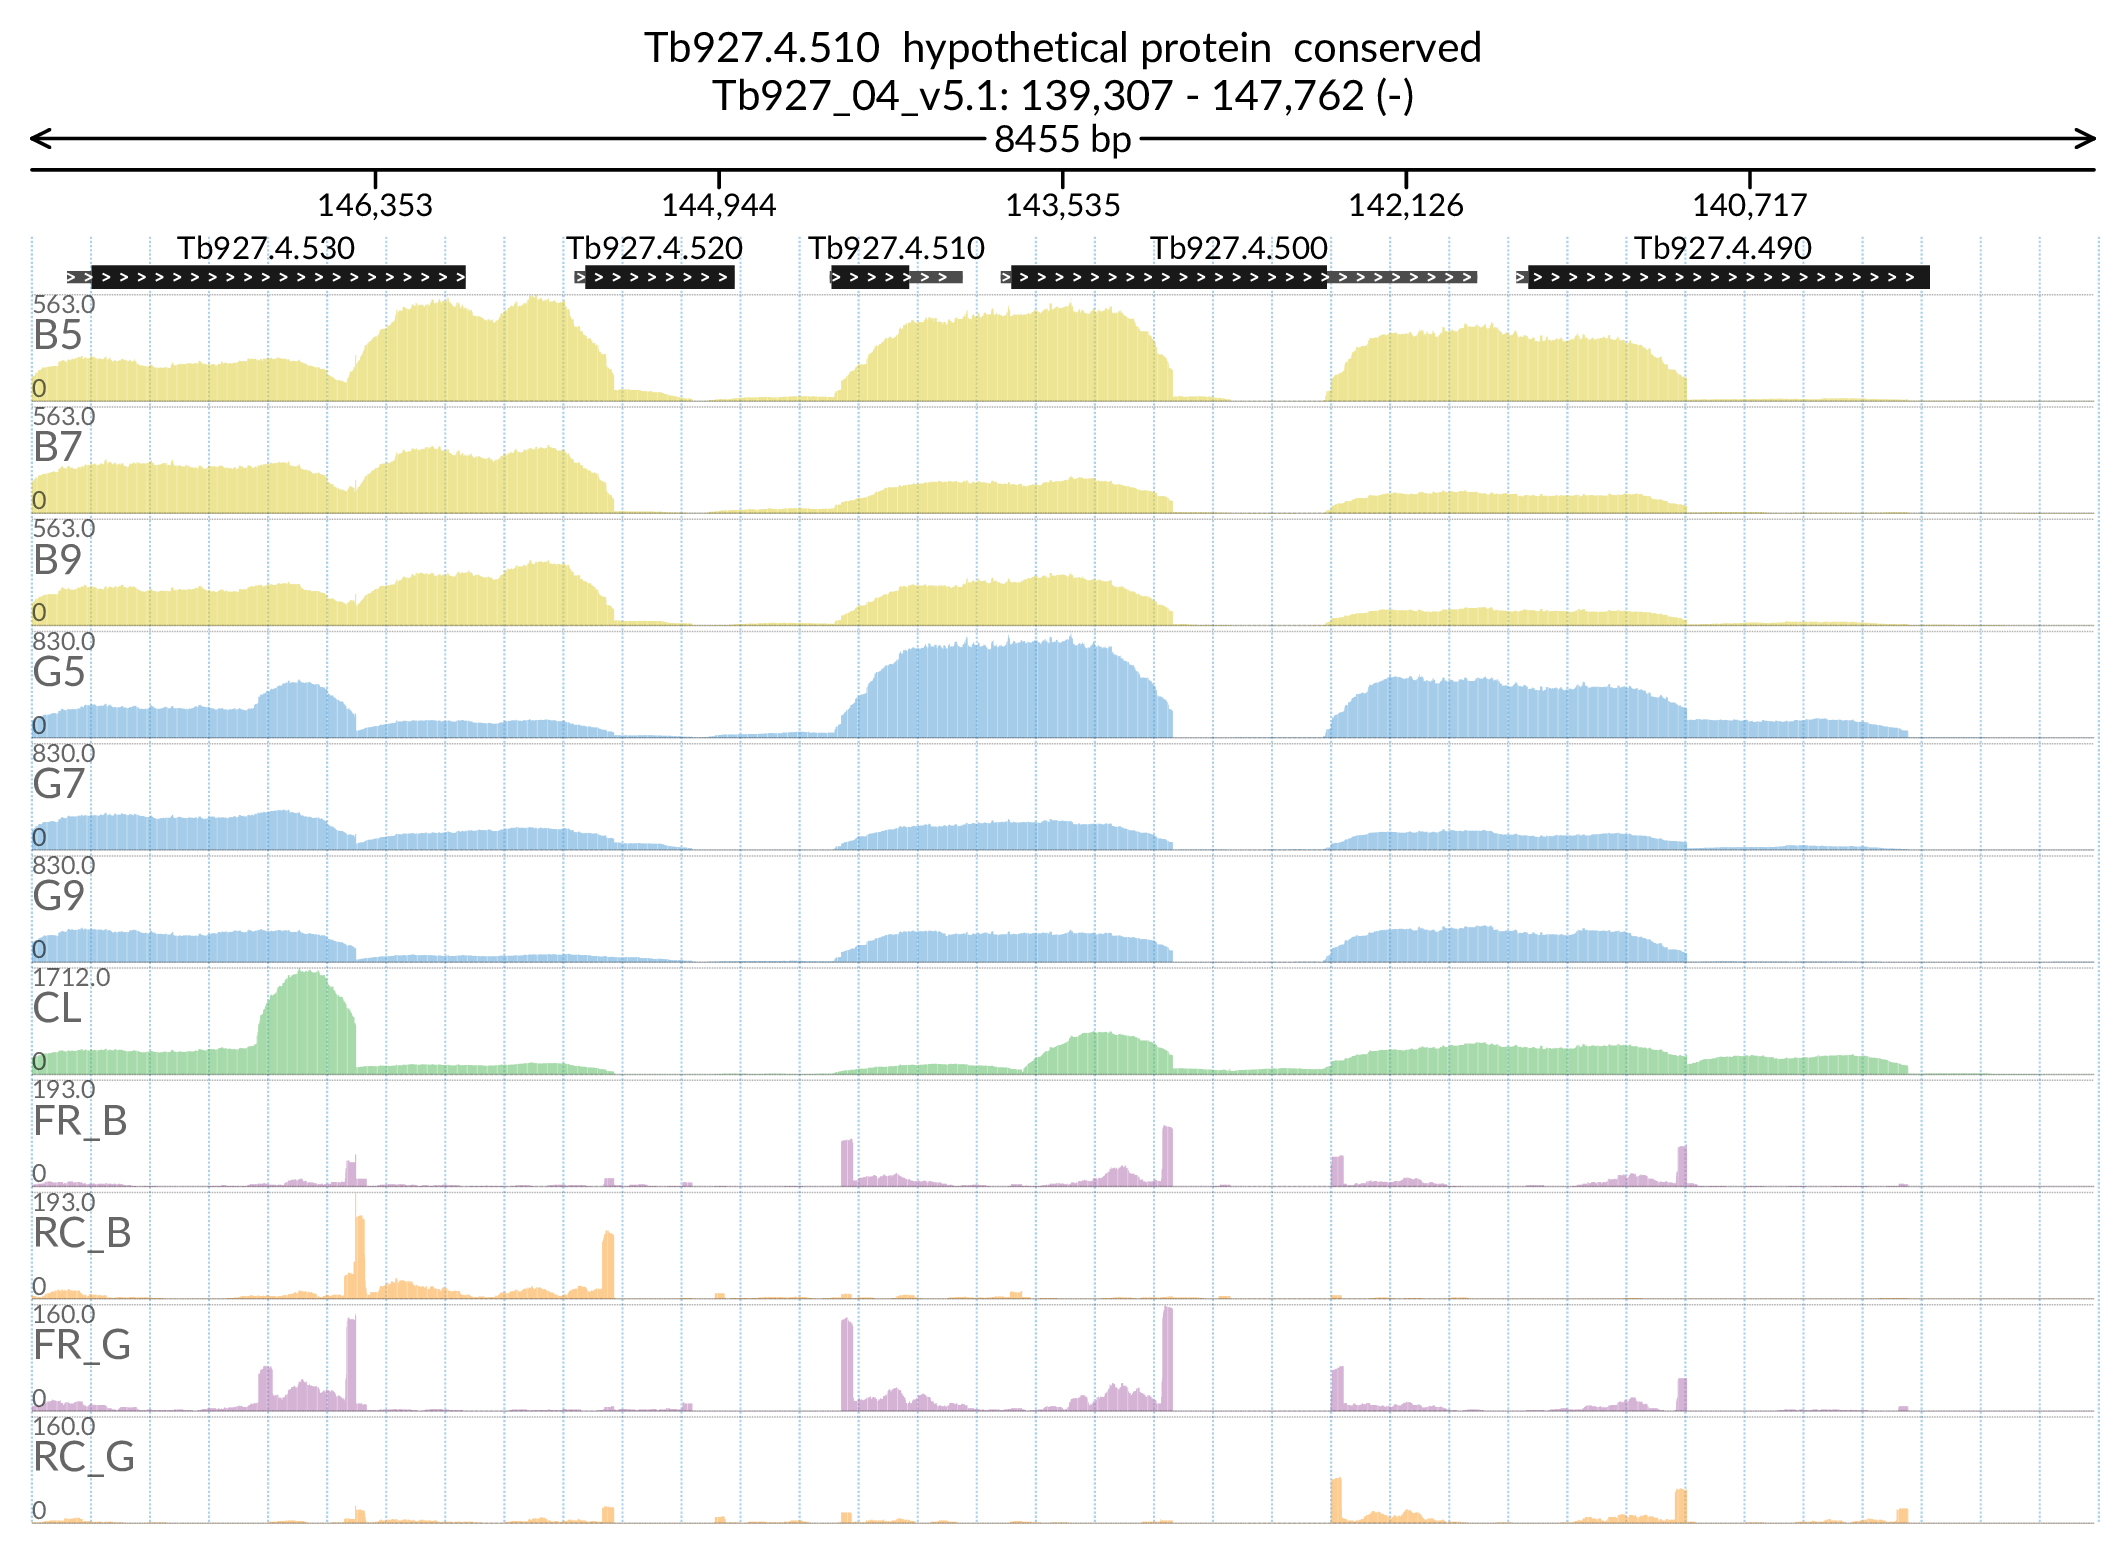 Tb927.4.510 hypothetical protein conserved
Tb927_04_v5.1: 139,307 - 147,762 (-)
8455 bp
146,353 144,944 143,535 142,126 140,717
Tb927.4.530 Tb927.4.520 Tb927.4.510 Tb927.4.500 Tb927.4.490
563.0
B5
0
563.0
B7
0
563.0
B9
0
830.0
G5
0
830.0
G7
0
830.0
G9
0
1712.0
CL
0
193.0
FR_B
0
193.0
RC_B
0
160.0
FR_G
0
160.0
RC_G
0